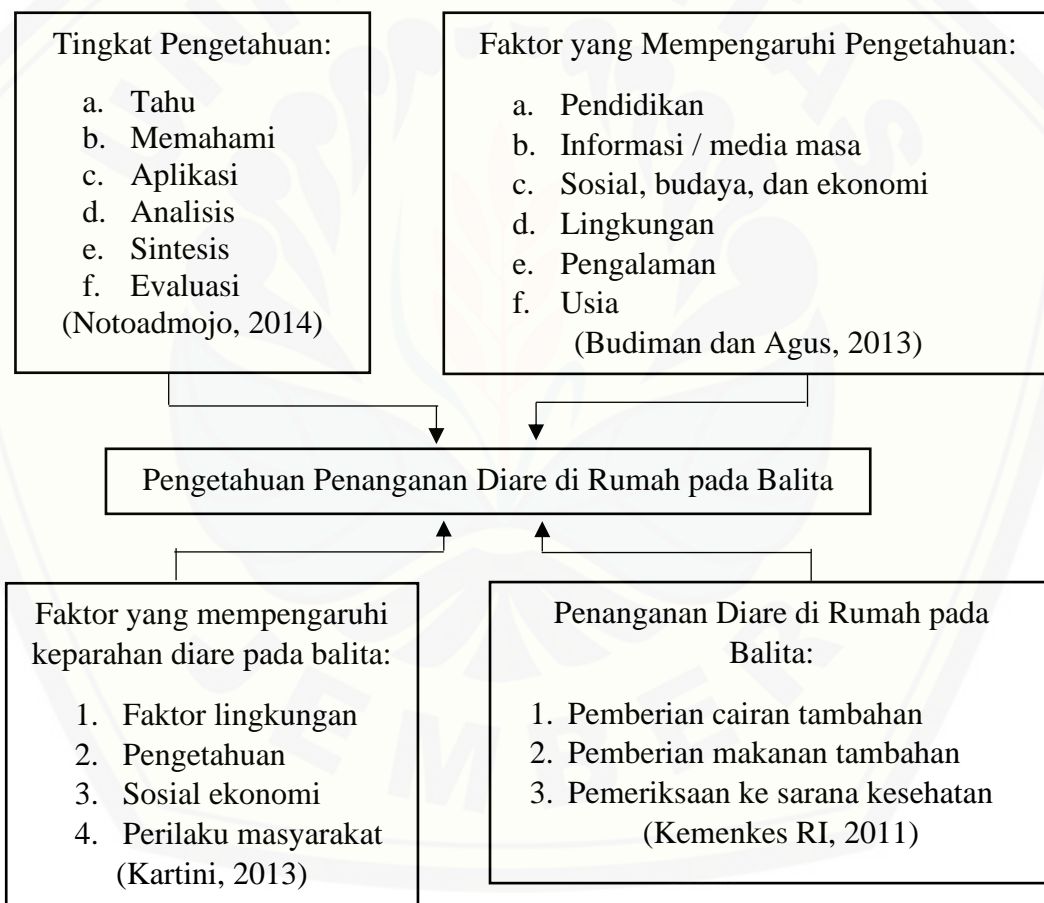 Tingkat Pengetahuan:
a. Tahu
b. Memahami
c. Aplikasi
d. Analisis
e. Sintesis
f. Evaluasi
(Notoadmojo, 2014)
Faktor yang Mempengaruhi Pengetahuan:
a. Pendidikan
b. Informasi / media masa
c. Sosial, budaya, dan ekonomi
d. Lingkungan
e. Pengalaman
f. Usia
(Budiman dan Agus, 2013)
Pengetahuan Penanganan Diare di Rumah pada Balita
Faktor yang mempengaruhi
keparahan diare pada balita:
1. Faktor lingkungan
2. Pengetahuan
3. Sosial ekonomi
4. Perilaku masyarakat
(Kartini, 2013)
Penanganan Diare di Rumah pada
Balita:
1. Pemberian cairan tambahan
2. Pemberian makanan tambahan
3. Pemeriksaan ke sarana kesehatan
(Kemenkes RI, 2011)
JEMBER